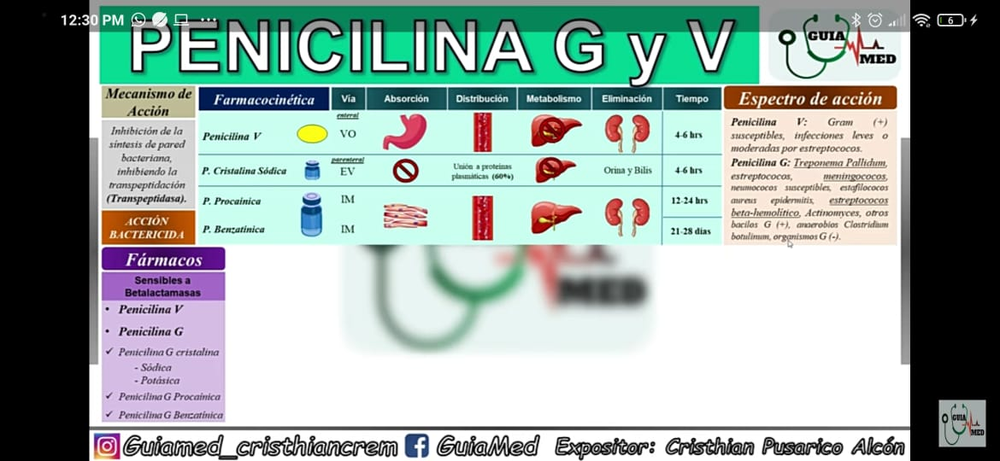 12:30 PM
6
PENICILINA G y V
GUIA
MED
Mecanismo de
Acción
Inhibición de la
síntesis de pared
bacteriana,
inhibiendo la
transpeptidación
(Transpeptidasa).
ACCIÓN
BACTERICIDA
Farmacocinética
Vía
Absorción
Distribución
Metabolismo
Eliminación
Tiempo
Penicilina V
enteral
VO
4-6 hrs
P. Cristalina Sódica
parenteral
EV
Unión a proteínas
plasmáticas (60%)
Orina y Bilis
4-6 hrs
P. Procaínica
IM
12-24 hrs
P. Benzatínica
IM
21-28 días
Espectro de acción
Penicilina V: Gram (+)
susceptibles, infecciones leves o
moderadas por estreptococos.
Penicilina G: Treponema Pallidum,
estreptococos, meningococos,
neumococos susceptibles, estafilococos
aureus epidermitis, estreptococos
beta-hemolítico, Actinomyces, otros
bacilos G (+), anaerobios Clostridium
botulinum, organismos G (-).
Fármacos
Sensibles a
Betalactamasas
• Penicilina V
• Penicilina G
✓ Penicilina G cristalina
- Sódica
- Potásica
✓ Penicilina G Procaínica
✓ Penicilina G Benzatínica
MED
GUIA
MED
Guiamed_cristhiancrem GuiaMed Expositor: Cristhian Pusarico Alcón